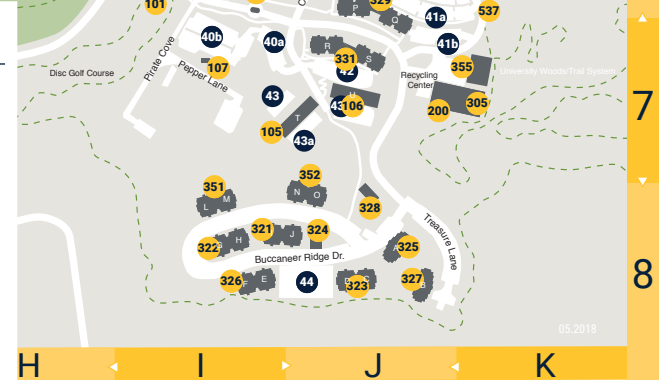 101
329
P
Q
41a
537
40b
40a
R
S
331
42
41b
355
Pirate Cove
Pepper Lane
107
Disc Golf Course
Recycling
Center
University Woods/Trail System
43
106
T
105
43a
200
305
7
351
L
M
352
N
O
328
321
J
324
322
H
Treasure Lane
325
Buccaneer Ridge Dr.
326
F
E
44
323
327
8
05.2018
H
I
J
K